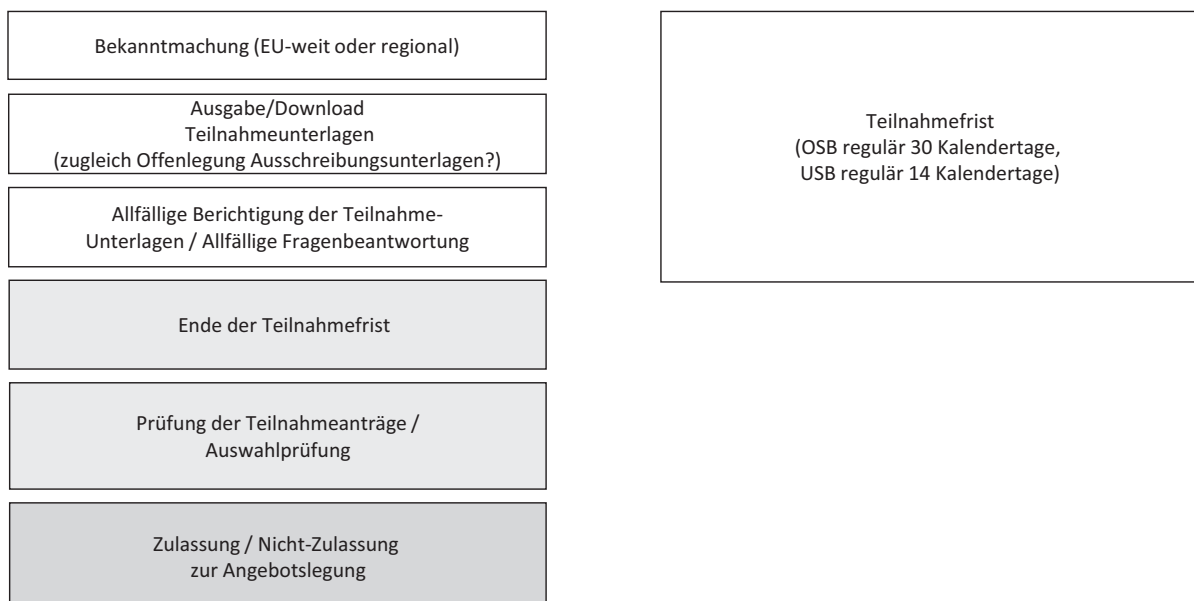 Bekanntmachung (EU-weit oder regional)
Ausgabe/Download
Teilnahmeunterlagen
(zugleich Offenlegung Ausschreibungsunterlagen?)
Allfällige Berichtigung der Teilnahme-
Unterlagen / Allfällige Fragenbeantwortung
Ende der Teilnahmefrist
Prüfung der Teilnahmeanträge /
Auswahlprüfung
Zulassung / Nicht-Zulassung
zur Angebotslegung
Teilnahmefrist
(OSB regulär 30 Kalendertage,
USB regulär 14 Kalendertage)